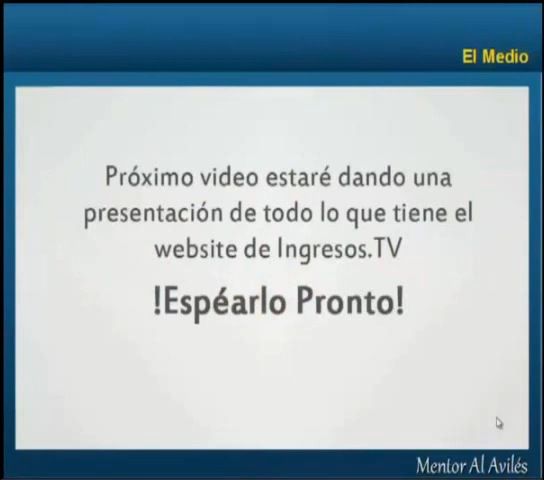 El Medio
Próximo video estaré dando una
presentación de todo lo que tiene el
website de Ingresos.TV
!Espéarlo Pronto!
Mentor Al Avilés